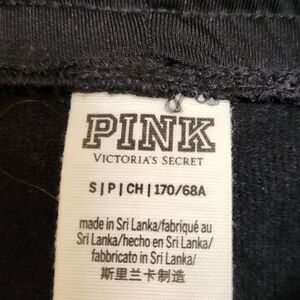 PINK
VICTORIA'S SECRET
S | P | CH | 170/68A
made in Sri Lanka/fabriqué au
Sri Lanka/hecho en Sri Lanka/
fabbricato in Sri Lanka/
斯里兰卡制造